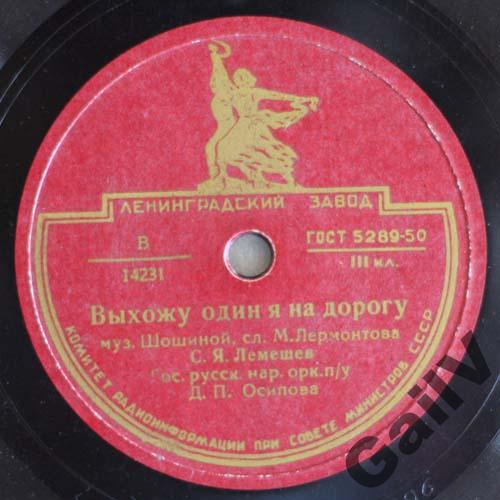 ЛЕНИНГРАДСКИЙ ЗАВОД
В
14231
ГОСТ 5289-50
III кл.
Выхожу один я на дорогу
муз. Шошиной, сл. М.Лермонтова
С. Я. Лемешев
Гос. русск. нар. орк.п/у
Д. П. Осипова
КОМИТЕТ РАДИОИНФОРМАЦИИ ПРИ СОВЕТЕ МИНИСТРОВ СССР
GailV